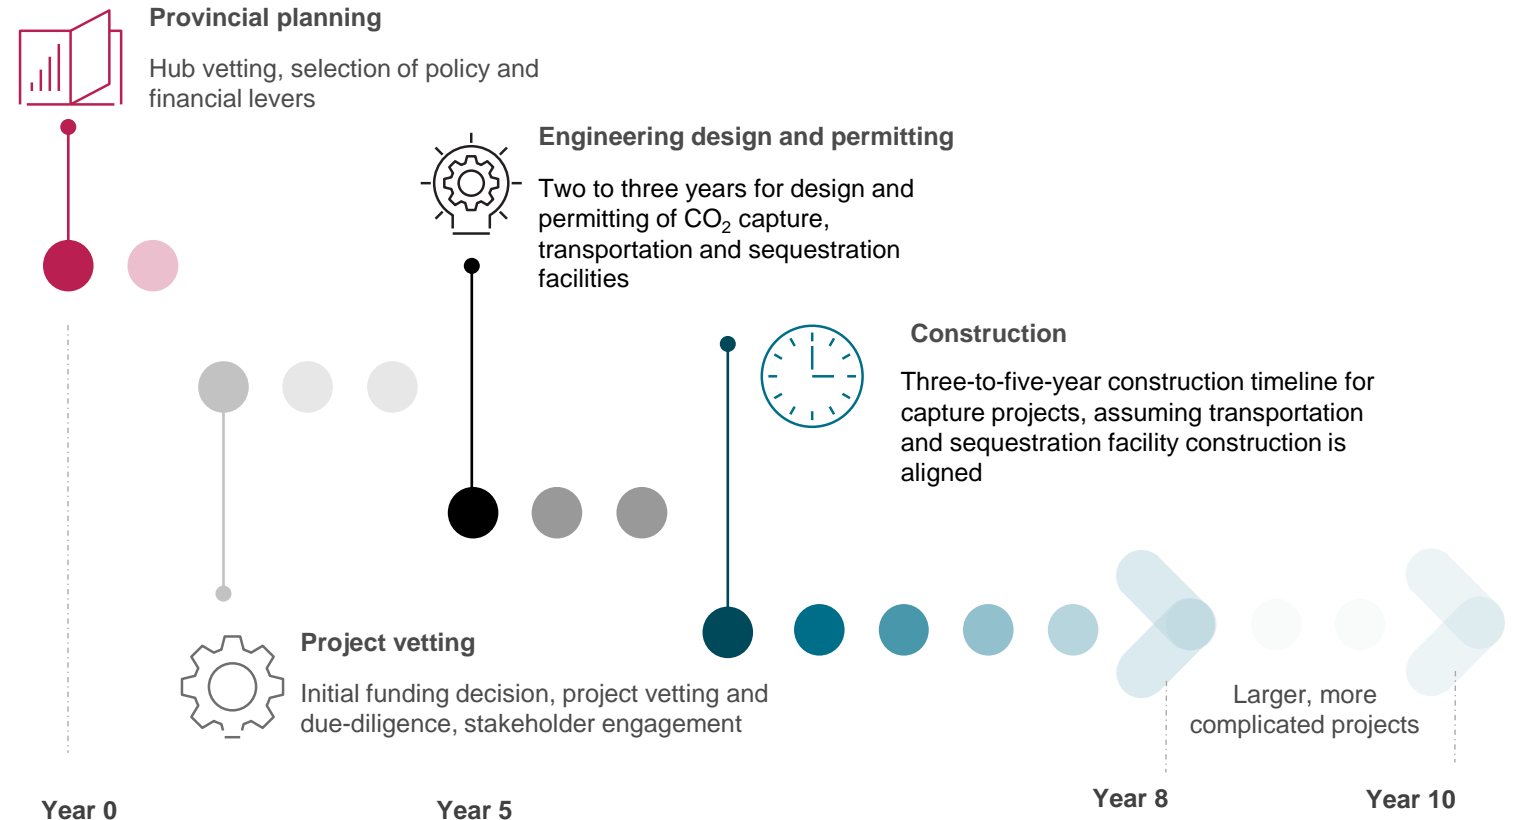 Provincial planning
Hub vetting, selection of policy and
financial levers
Engineering design and permitting
Two to three years for design and
permitting of CO₂ capture,
transportation and sequestration
facilities
Construction
Three-to-five-year construction timeline for
capture projects, assuming transportation
and sequestration facility construction is
aligned
Project vetting
Initial funding decision, project vetting and
due-diligence, stakeholder engagement
Larger, more
complicated projects
Year 0
Year 5
Year 8
Year 10